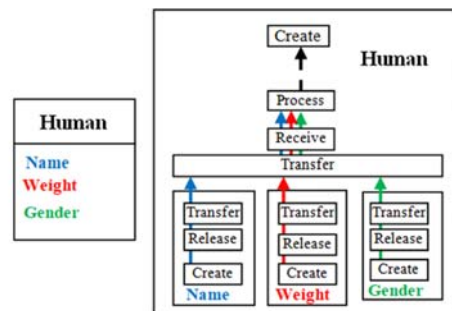 Human
Name
Weight
Gender
Create
Human
Process
Receive
Transfer
Transfer
Release
Create
Name
Transfer
Release
Create
Weight
Transfer
Release
Create
Gender